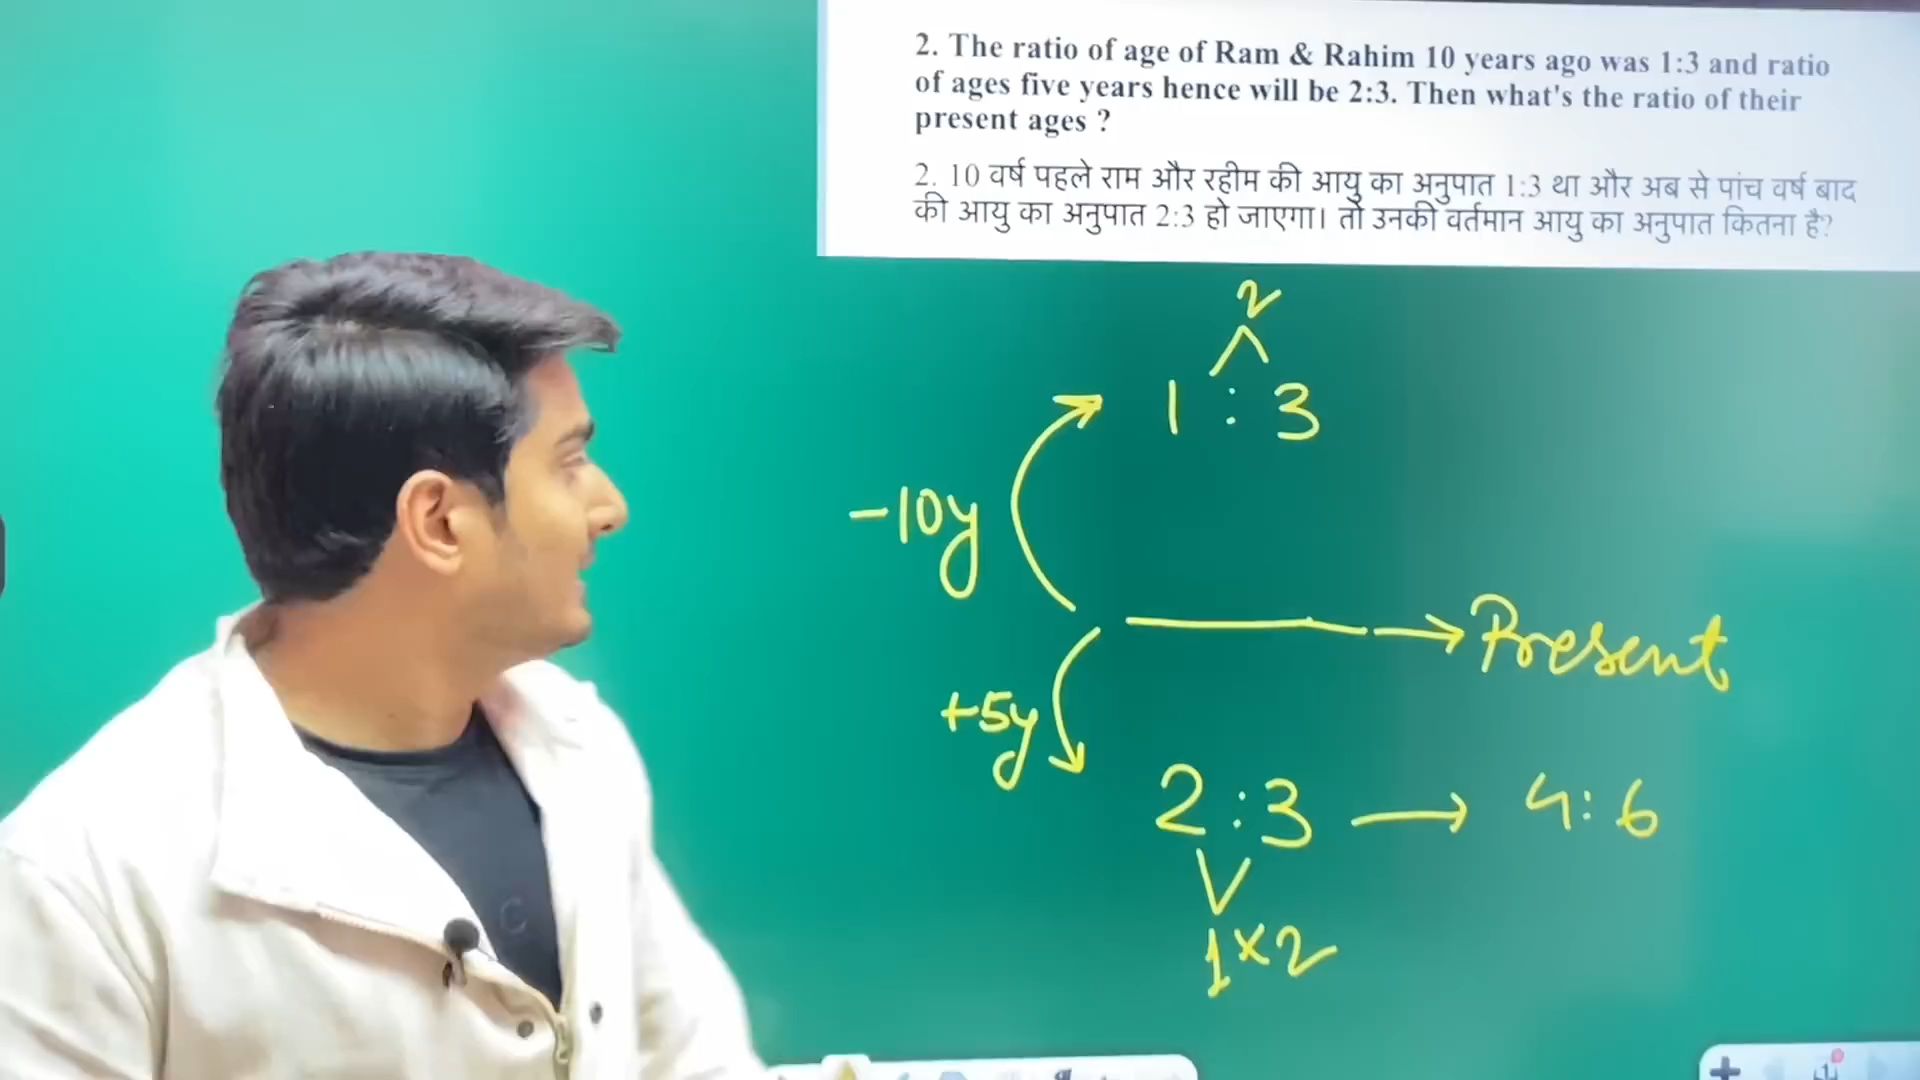 2. The ratio of age of Ram & Rahim 10 years ago was 1:3 and ratio
of ages five years hence will be 2:3. Then what's the ratio of their
present ages ?
2. 10 वर्ष पहले राम और रहीम की आयु का अनुपात 1:3 था और अब से पांच वर्ष बाद
की आयु का अनुपात 2:3 हो जाएगा। तो उनकी वर्तमान आयु का अनुपात कितना है?
2
1 : 3
-10y
Present
+5y
2:3 → 4:6
1×2